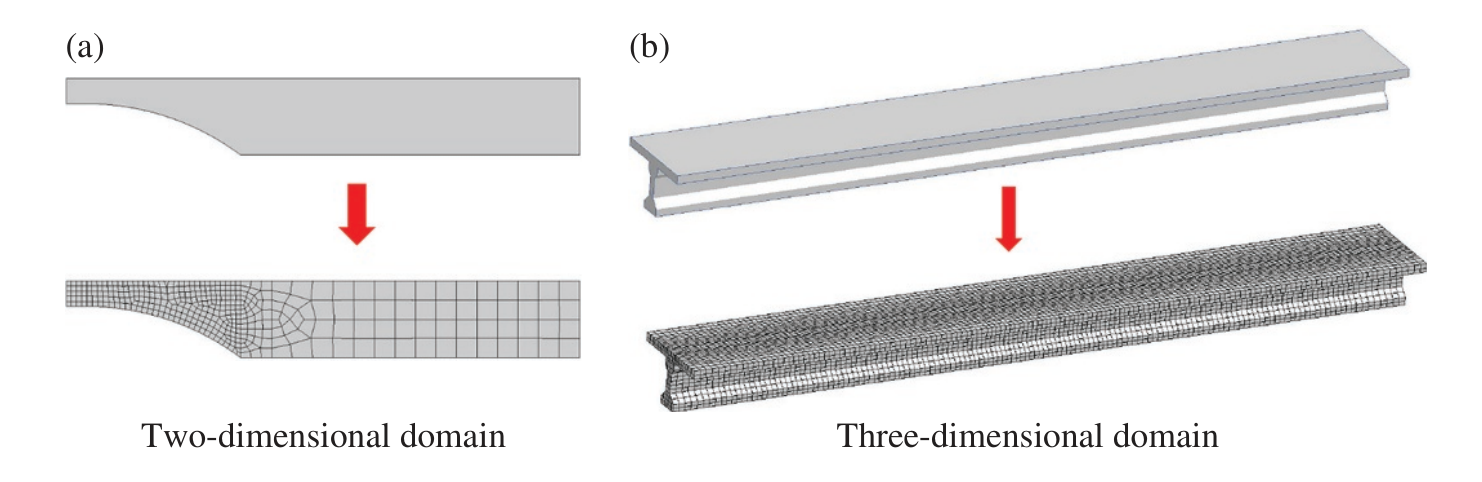 (a)
(b)
Two-dimensional domain
Three-dimensional domain